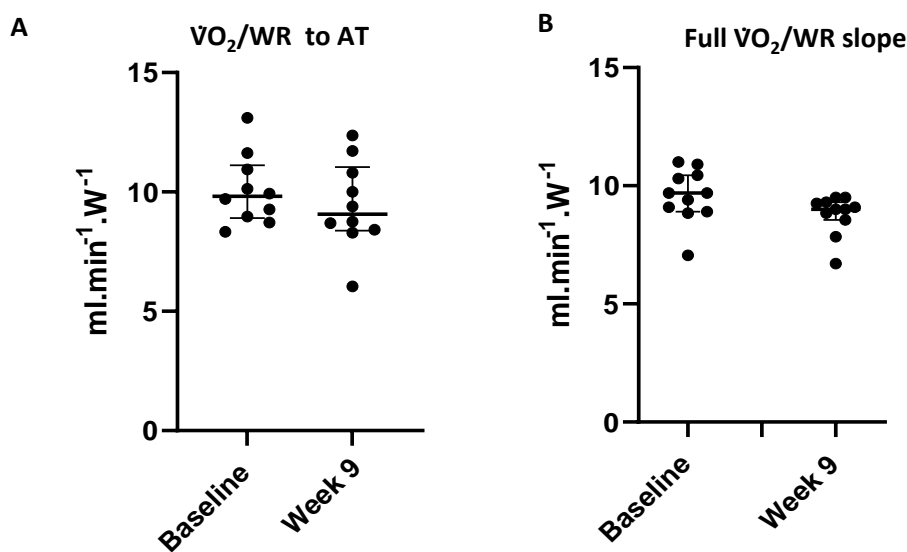 A
V̇O₂/WR to AT
15
10
5
0
ml.min⁻¹.W⁻¹
Baseline
Week 9
B
Full V̇O₂/WR slope
15
10
5
0
ml.min⁻¹.W⁻¹
Baseline
Week 9